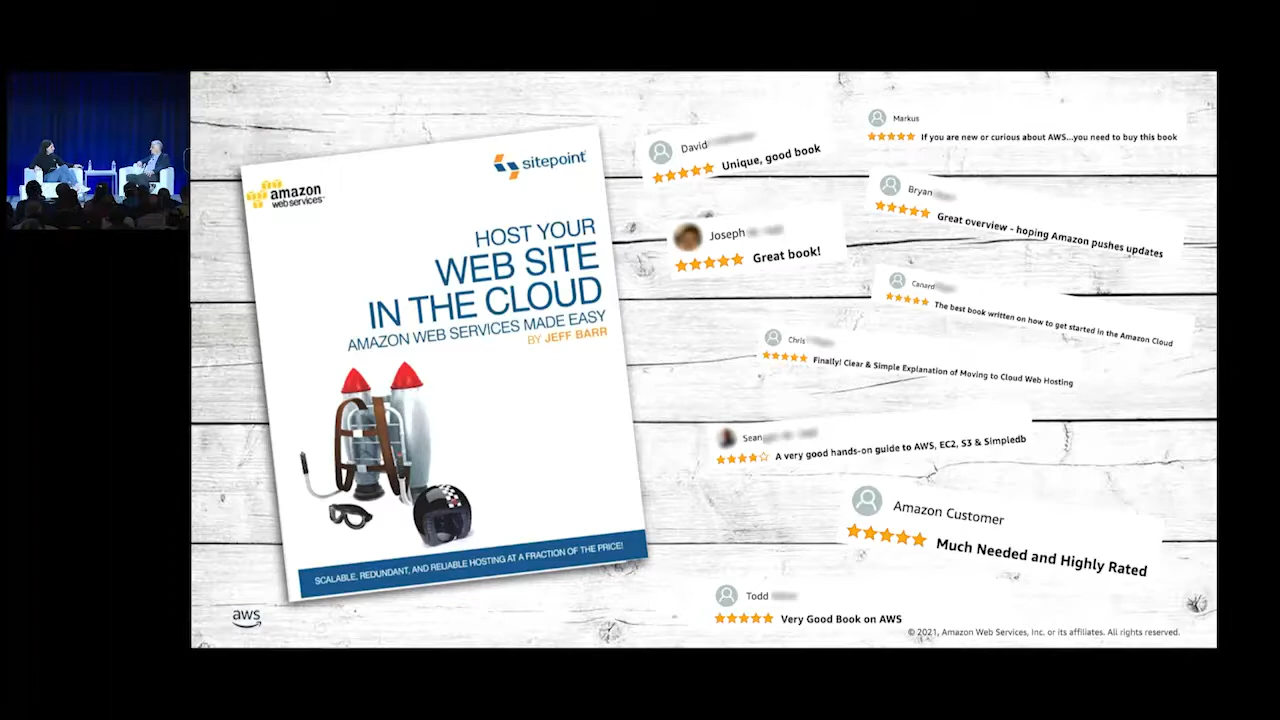 sitepoint
amazon
web services™
HOST YOUR
WEB SITE
IN THE CLOUD
AMAZON WEB SERVICES MADE EASY
BY JEFF BARR
SCALABLE, REDUNDANT, AND RELIABLE HOSTING AT A FRACTION OF THE PRICE!
David
Unique, good book
Markus
If you are new or curious about AWS...you need to buy this book
Bryan
Great overview - hoping Amazon pushes updates
Joseph
Great book!
Canard
The best book written on how to get started in the Amazon Cloud
Chris
Finally! Clear & Simple Explanation of Moving to Cloud Web Hosting
Sean
A very good hands-on guide to AWS, EC2, S3 & Simpledb
Amazon Customer
Much Needed and Highly Rated
Todd
Very Good Book on AWS
aws
© 2021, Amazon Web Services, Inc. or its affiliates. All rights reserved.